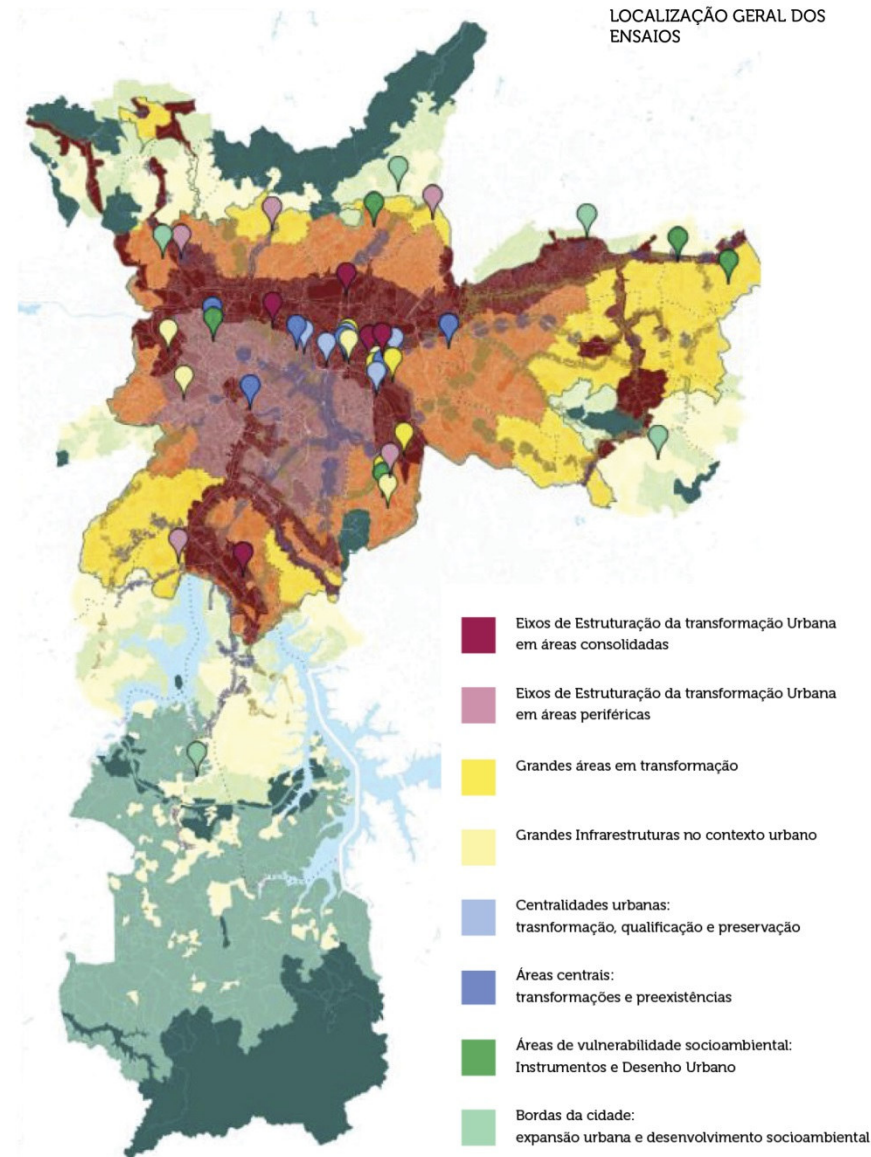 LOCALIZAÇÃO GERAL DOS
ENSAIOS
Eixos de Estruturação da transformação Urbana
em áreas consolidadas
Eixos de Estruturação da transformação Urbana
em áreas periféricas
Grandes áreas em transformação
Grandes Infrarestruturas no contexto urbano
Centralidades urbanas:
trasnformação, qualificação e preservação
Áreas centrais:
transformações e preexistências
Áreas de vulnerabilidade socioambiental:
Instrumentos e Desenho Urbano
Bordas da cidade:
expansão urbana e desenvolvimento socioambiental